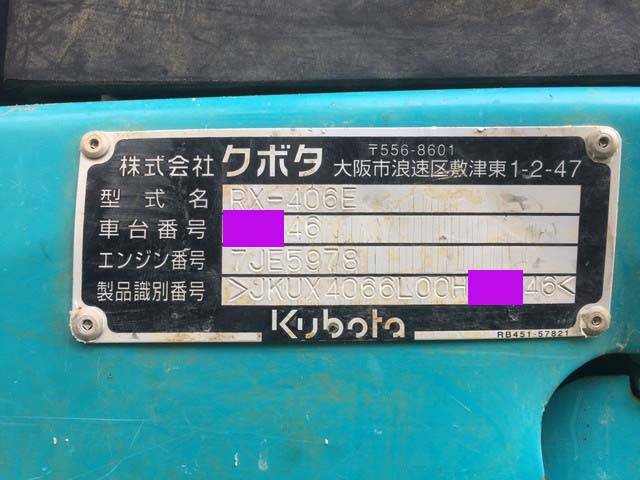 株式会社クボタ 〒556-8601 大阪市浪速区敷津東1-2-47
型式名 RX-406E
車台番号 46
エンジン番号 7JE5978
製品識別番号 >JKUX4066L00H 46<
Kubota
RB451-57821